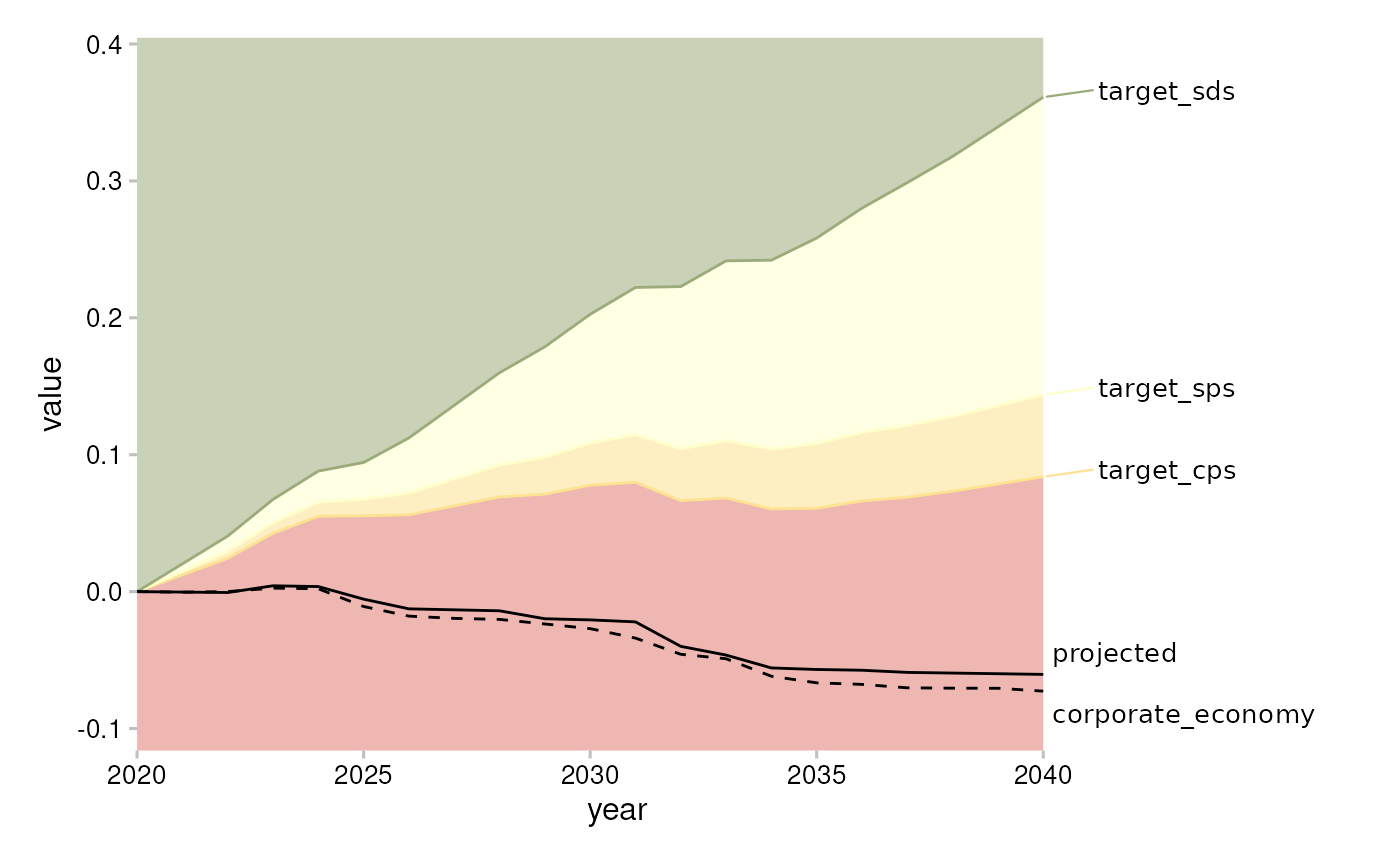 0.4
target_sds
0.3
0.2
value
target_sps
0.1
target_cps
0.0
projected
corporate_economy
-0.1
2020 2025 2030 2035 2040
year